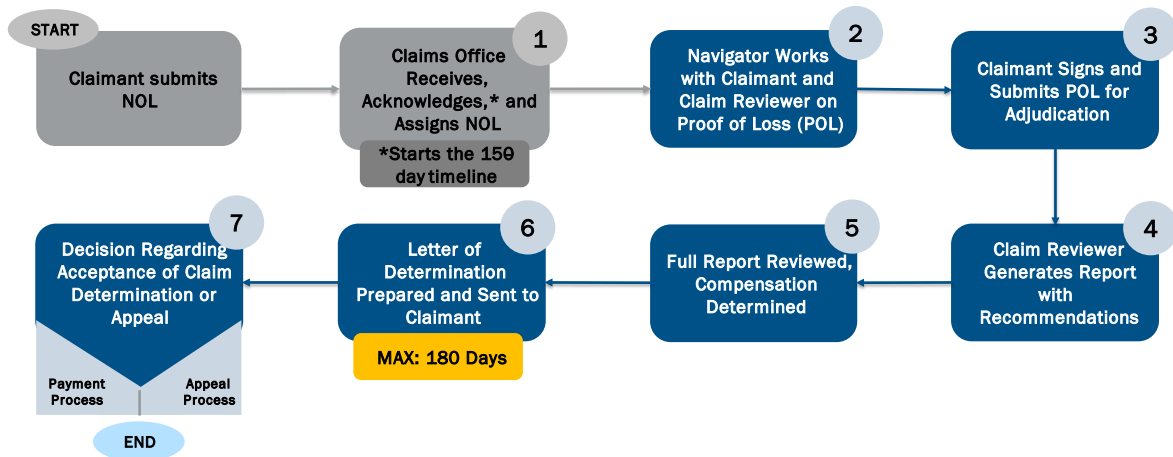 START
Claimant submits
NOL
1
Claims Office
Receives,
Acknowledges,* and
Assigns NOL
*Starts the 150
day timeline
2
Navigator Works
with Claimant and
Claim Reviewer on
Proof of Loss (POL)
3
Claimant Signs and
Submits POL for
Adjudication
4
Claim Reviewer
Generates Report
with
Recommendations
5
Full Report Reviewed,
Compensation
Determined
6
Letter of
Determination
Prepared and Sent to
Claimant
MAX: 180 Days
7
Decision Regarding
Acceptance of Claim
Determination or
Appeal
Payment
Process
Appeal
Process
END